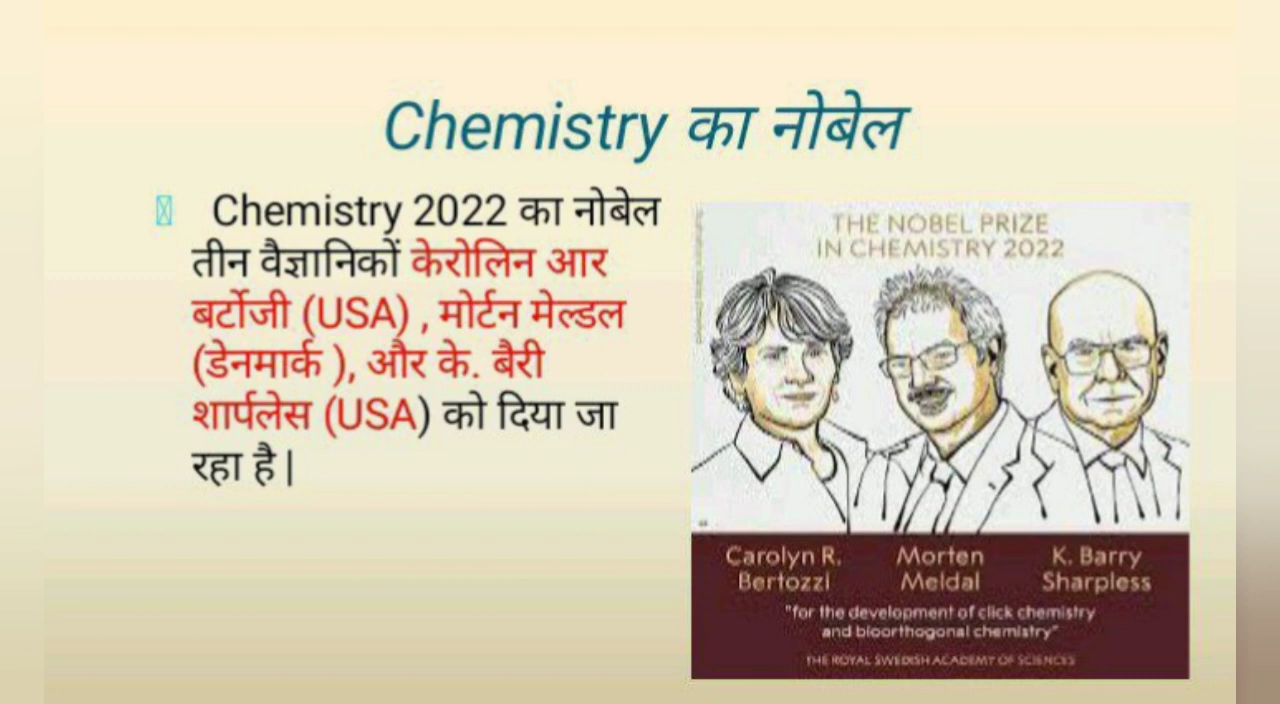 Chemistry का नोबेल
Chemistry 2022 का नोबेल
तीन वैज्ञानिकों केरोलिन आर
बर्टोजी (USA) , मोर्टन मेल्डल
(डेनमार्क ), और के. बैरी
शार्पलेस (USA) को दिया जा
रहा है |
THE NOBEL PRIZE
IN CHEMISTRY 2022
Carolyn R.
Bertozzi
Morten
Meldal
K. Barry
Sharpless
"for the development of click chemistry
and bioorthogonal chemistry"
THE ROYAL SWEDISH ACADEMY OF SCIENCES